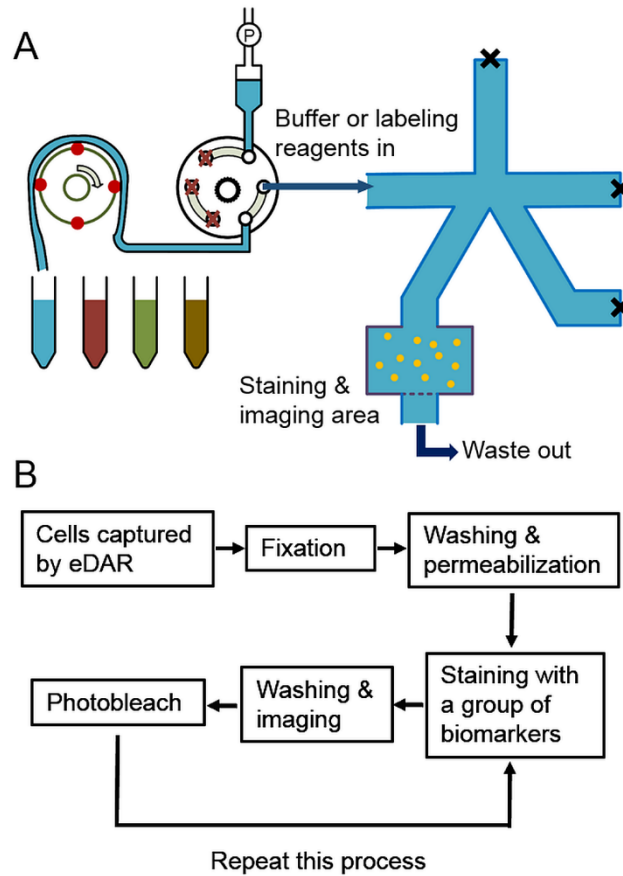 A
P
Buffer or labeling
reagents in
Staining &
imaging area
Waste out
B
Cells captured
by eDAR
Fixation
Washing &
permeabilization
Photobleach
Washing &
imaging
Staining with
a group of
biomarkers
Repeat this process